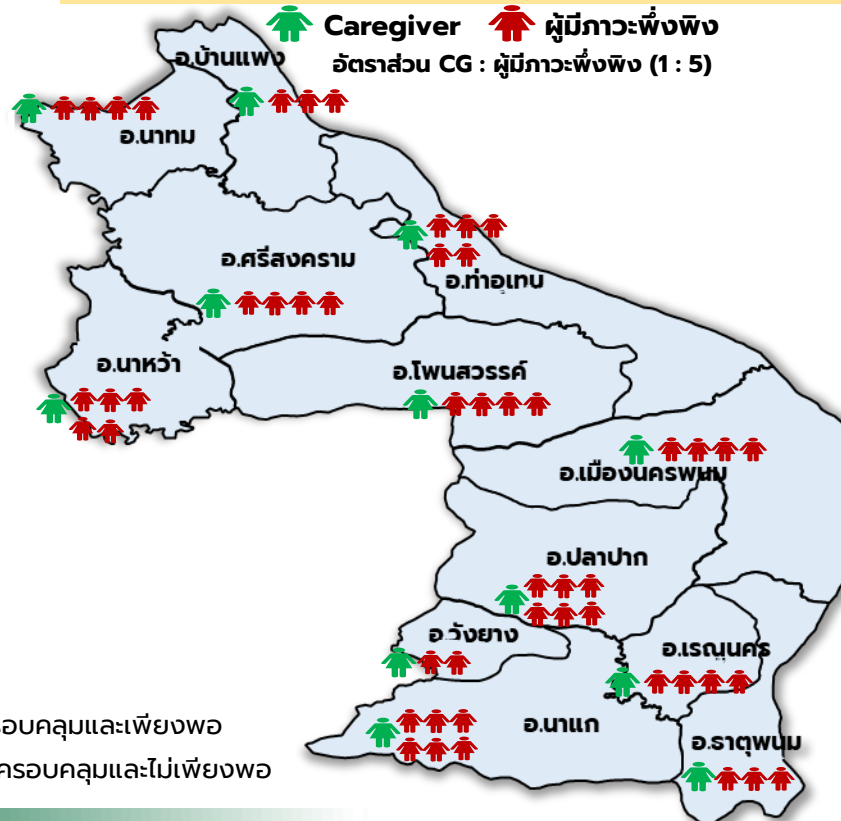 Caregiver ผู้มีภาวะพึ่งพิง
อัตราส่วน CG : ผู้มีภาวะพึ่งพิง (1 : 5)
อ.บ้านแพง
อ.นาทม
อ.ศรีสงคราม
อ.ท่าอุเทน
อ.นาหว้า
อ.โพนสวรรค์
อ.เมืองนครพนม
อ.ปลาปาก
อ.วังยาง
อ.เรณูนคร
อ.นาแก
อ.ธาตุพนม
อบคลุมและเพียงพอ
ครอบคลุมและไม่เพียงพอ